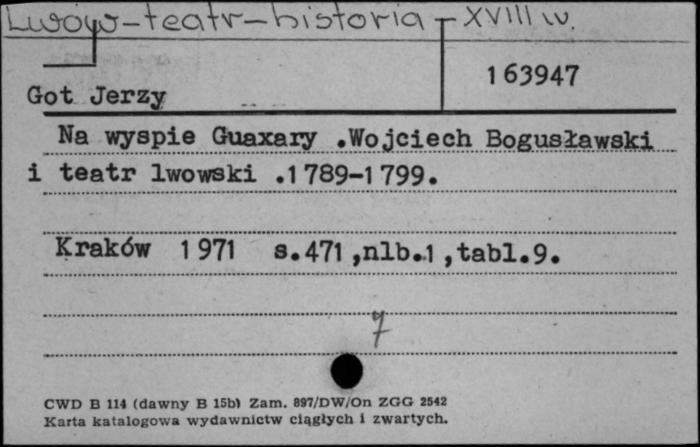 Lwów-teatr-historia-XVIII w.
163947
Got Jerzy
Na wyspie Guaxary .Wojciech Bogusławski
i teatr lwowski .1789-1799.
Kraków 1971 s.471,nlb.1,tabl.9.
7
CWD B 114 (dawny B 15b) Zam. 897/DW/On ZGG 2542
Karta katalogowa wydawnictw ciągłych i zwartych.